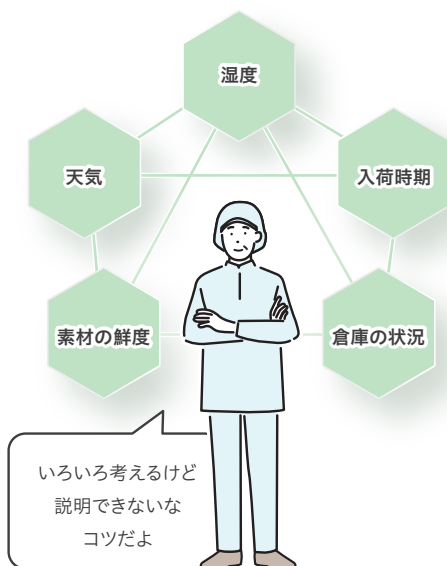 湿度
天気
入荷時期
素材の鮮度
倉庫の状況
いろいろ考えるけど
説明できないな
コツだよ